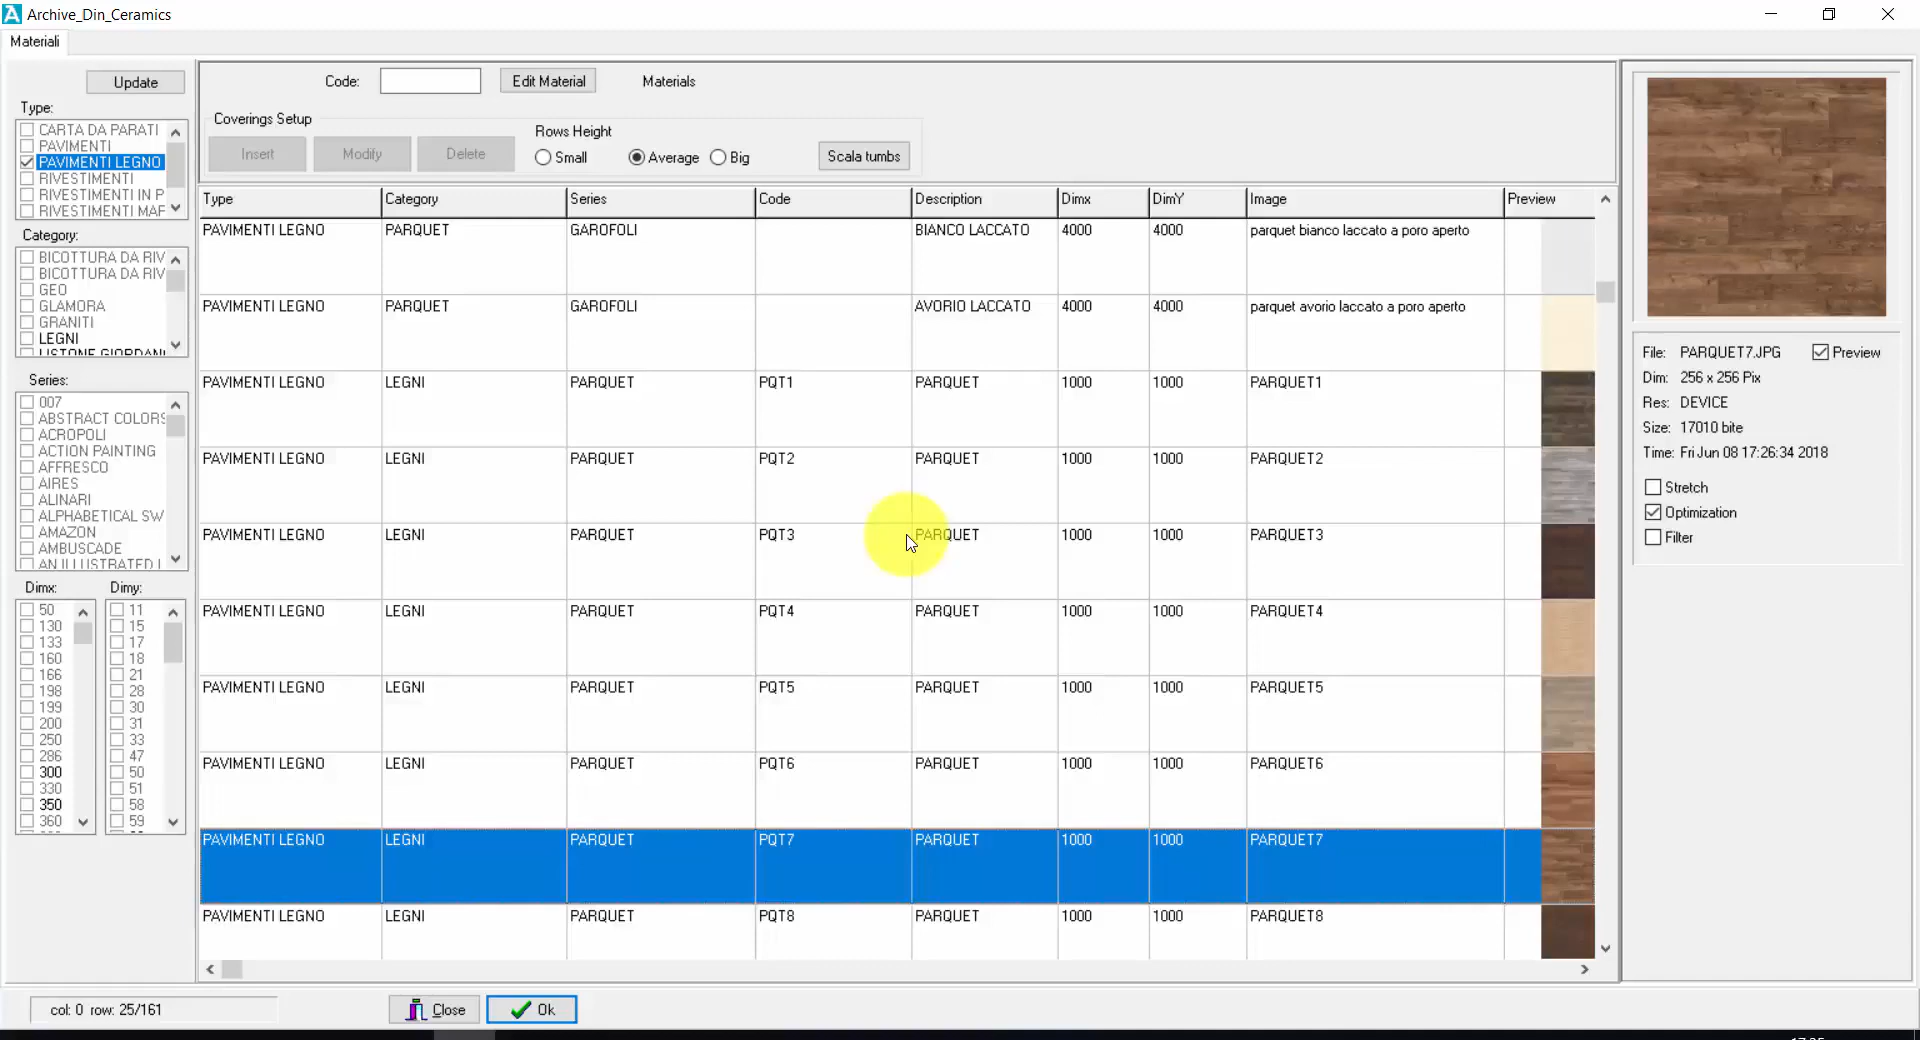 Archive_Din_Ceramics
Materiali
Update
Type:
CARTA DA PARATI
PAVIMENTI
PAVIMENTI LEGNO
RIVESTIMENTI
RIVESTIMENTI IN P
RIVESTIMENTI MAF
Category:
BICOTTURA DA RIV
BICOTTURA DA RIV
GEO
GLAMORA
GRANITI
LEGNI
LISTONE GIORDANI
Series:
007
ABSTRACT COLORS
ACROPOLI
ACTION PAINTING
AFFRESCO
AIRES
ALINARI
ALPHABETICAL SW
AMAZON
AMBUSCADE
AN ILLUSTRATED I
Dimx: Dimy:
50 11
130 15
133 17
160 18
166 21
198 28
199 30
200 31
250 33
286 47
300 50
330 51
350 58
360 59
Code: Edit Material Materials
Coverings Setup
Insert Modify Delete
Rows Height
Small Average Big
Scala tumbs
Type Category Series Code Description Dimx DimY Image Preview
PAVIMENTI LEGNO PARQUET GAROFOLI BIANCO LACCATO 4000 4000 parquet bianco laccato a poro aperto
PAVIMENTI LEGNO PARQUET GAROFOLI AVORIO LACCATO 4000 4000 parquet avorio laccato a poro aperto
PAVIMENTI LEGNO LEGNI PARQUET PQT1 PARQUET 1000 1000 PARQUET1
PAVIMENTI LEGNO LEGNI PARQUET PQT2 PARQUET 1000 1000 PARQUET2
PAVIMENTI LEGNO LEGNI PARQUET PQT3 PARQUET 1000 1000 PARQUET3
PAVIMENTI LEGNO LEGNI PARQUET PQT4 PARQUET 1000 1000 PARQUET4
PAVIMENTI LEGNO LEGNI PARQUET PQT5 PARQUET 1000 1000 PARQUET5
PAVIMENTI LEGNO LEGNI PARQUET PQT6 PARQUET 1000 1000 PARQUET6
PAVIMENTI LEGNO LEGNI PARQUET PQT7 PARQUET 1000 1000 PARQUET7
PAVIMENTI LEGNO LEGNI PARQUET PQT8 PARQUET 1000 1000 PARQUET8
File: PARQUET7.JPG Preview
Dim: 256 x 256 Pix
Res: DEVICE
Size: 17010 bite
Time: Fri Jun 08 17:26:34 2018
Stretch
Optimization
Filter
col: 0 row: 25/161
Close Ok